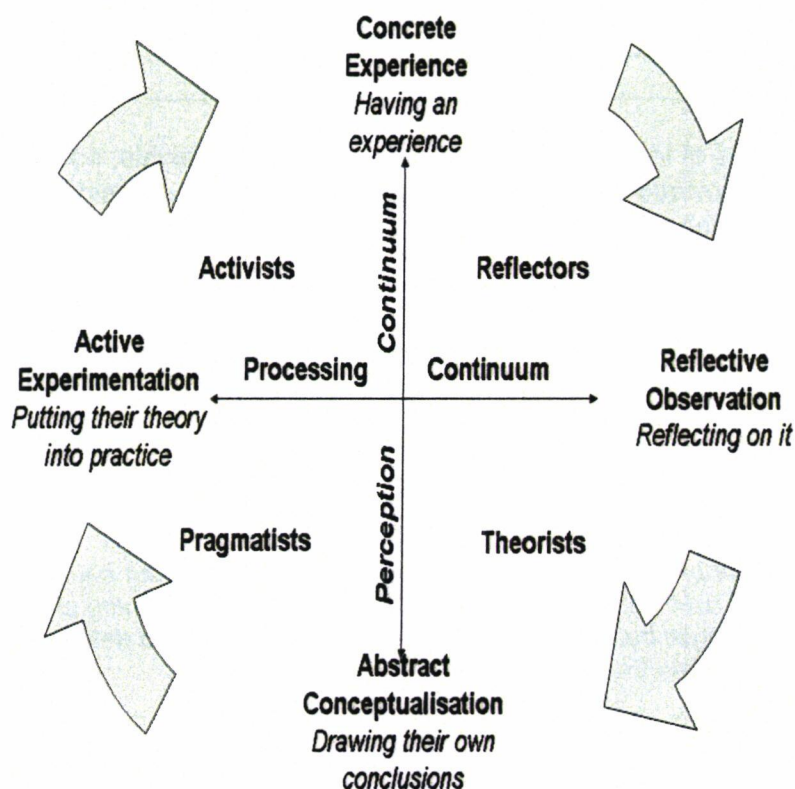 Concrete
Experience
Having an
experience
Continuum
Activists
Reflectors
Active
Experimentation
Putting their theory
into practice
Processing
Continuum
Reflective
Observation
Reflecting on it
Perception
Pragmatists
Theorists
Abstract
Conceptualisation
Drawing their own
conclusions